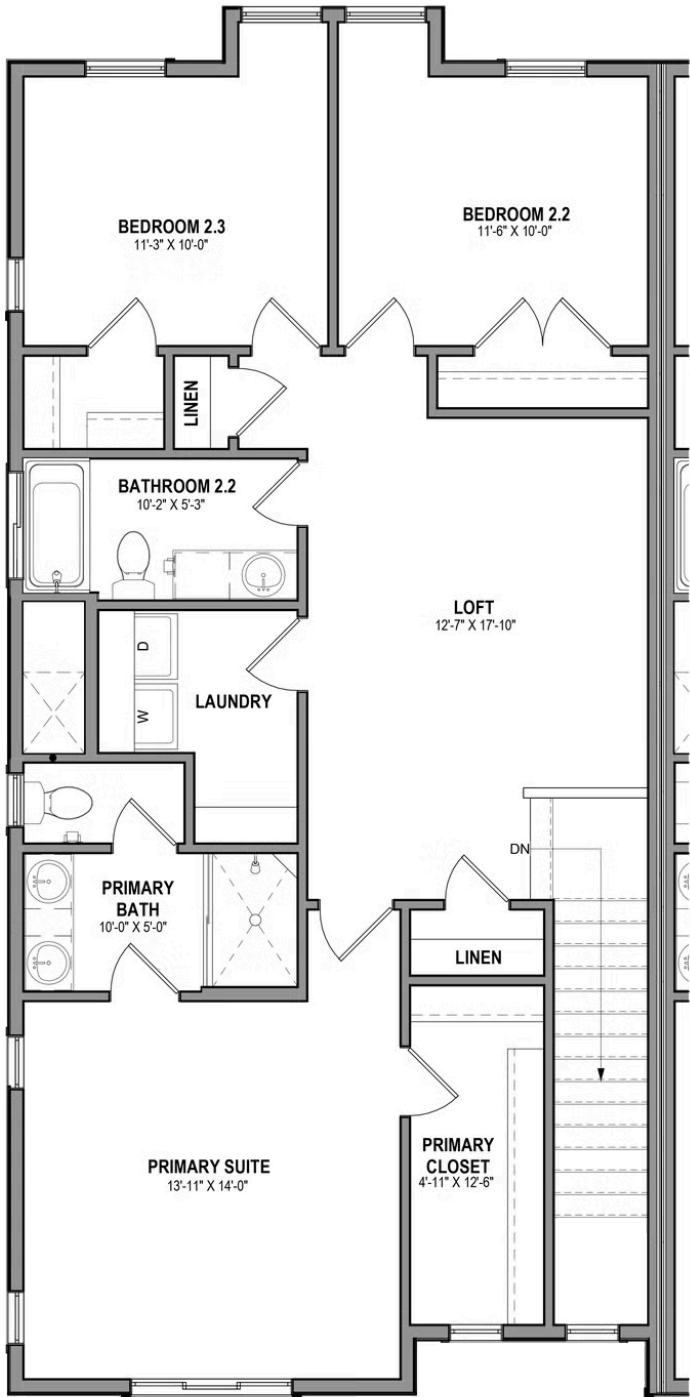 BEDROOM 2.3
11'-3" X 10'-0"
BEDROOM 2.2
11'-6" X 10'-0"
LINEN
BATHROOM 2.2
10'-2" X 5'-3"
LOFT
12'-7" X 17'-10"
D
W
LAUNDRY
DN
PRIMARY
BATH
10'-0" X 5'-0"
LINEN
PRIMARY SUITE
13'-11" X 14'-0"
PRIMARY
CLOSET
4'-11" X 12'-6"